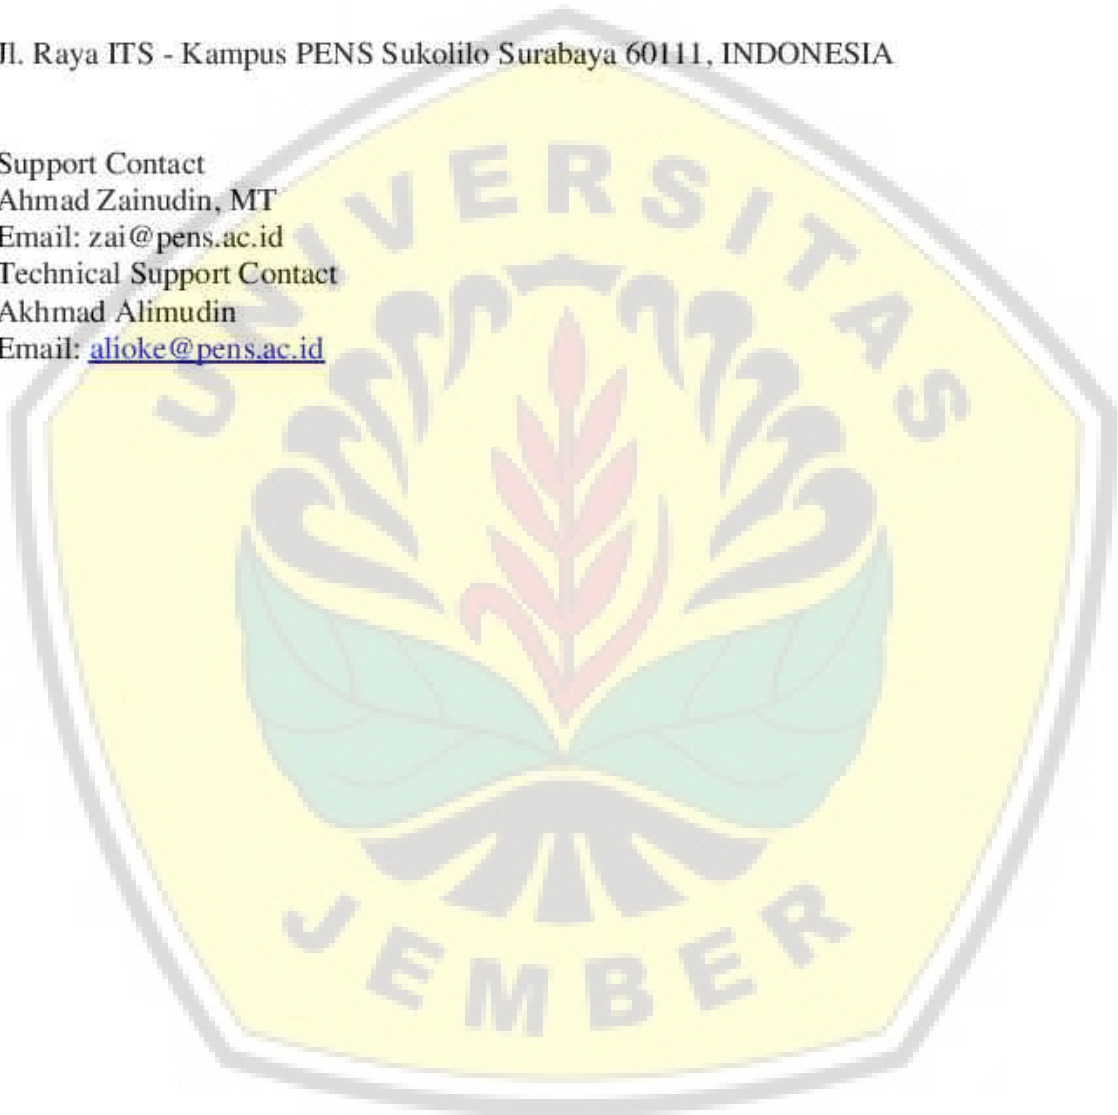 Jl. Raya ITS - Kampus PENS Sukolilo Surabaya 60111, INDONESIA
Support Contact
Ahmad Zainudin, MT
Email: zai@pens.ac.id
Technical Support Contact
Akhmad Alimudin
Email: alioke@pens.ac.id
UNIVERSITAS
JEMBER